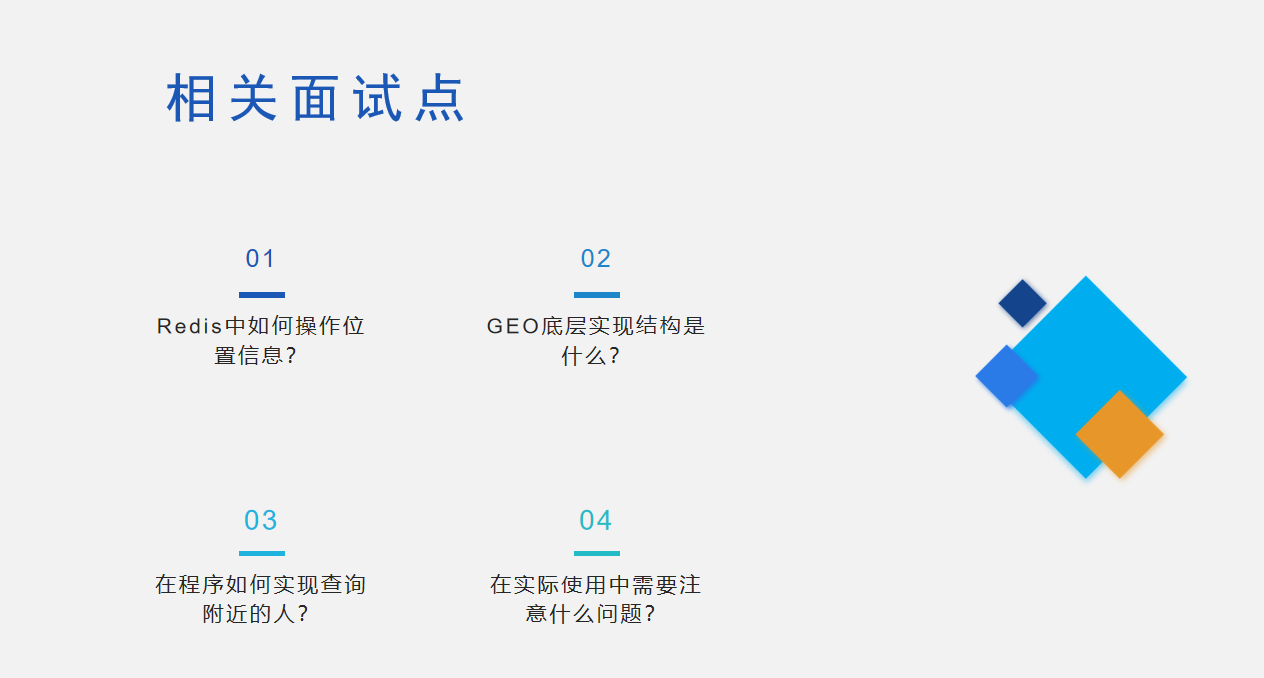 相关面试点
01
Redis中如何操作位
置信息？
02
GEO底层实现结构是
什么？
03
在程序如何实现查询
附近的人？
04
在实际使用中需要注
意什么问题？